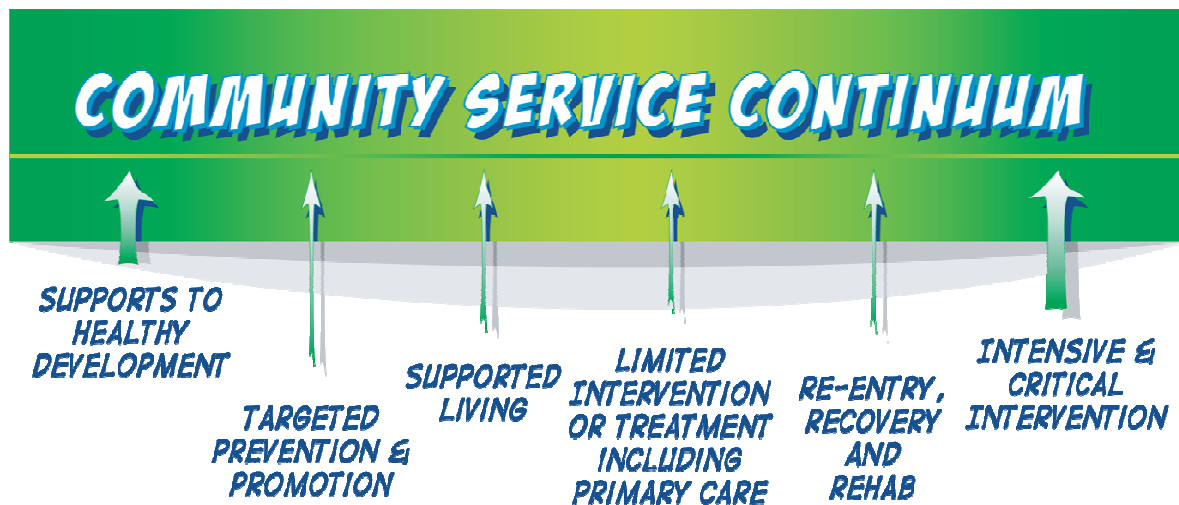 COMMUNITY SERVICE CONTINUUM
SUPPORTS TO
HEALTHY
DEVELOPMENT
TARGETED
PREVENTION &
PROMOTION
SUPPORTED
LIVING
LIMITED
INTERVENTION
OR TREATMENT
INCLUDING
PRIMARY CARE
RE-ENTRY,
RECOVERY
AND
REHAB
INTENSIVE &
CRITICAL
INTERVENTION